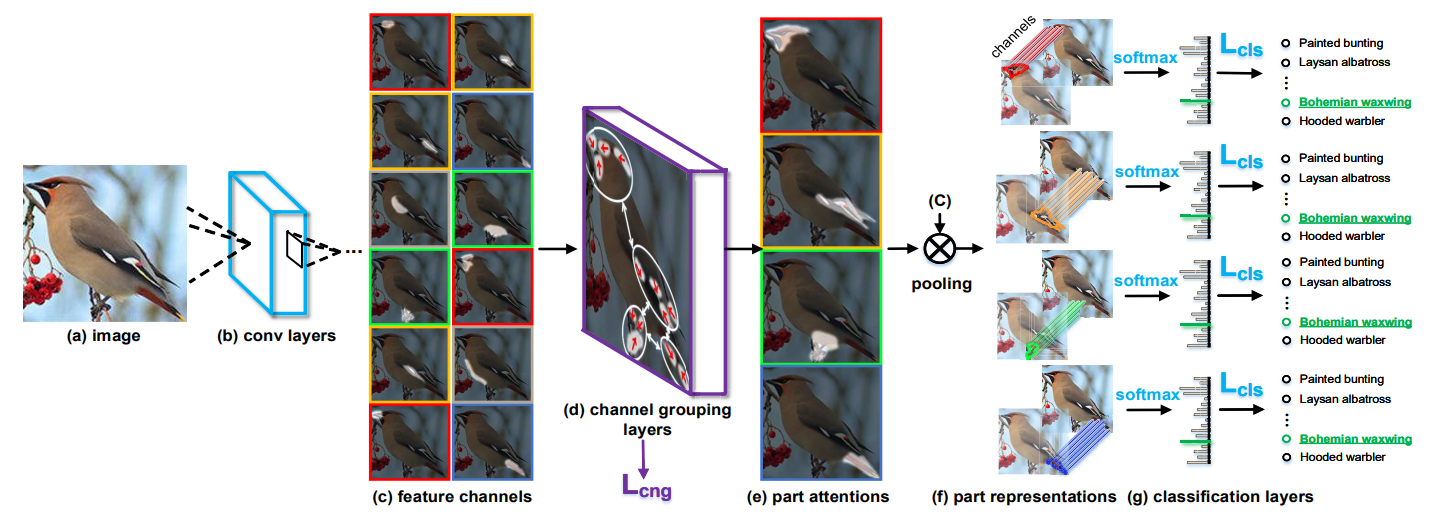 (a) image
(b) conv layers
...
(c) feature channels
(d) channel grouping
layers
Lcng
(e) part attentions
(C)
pooling
channels
(f) part representations
softmax
Lcls
Painted bunting
Laysan albatross
⋮
Bohemian waxwing
Hooded warbler
softmax
Lcls
Painted bunting
Laysan albatross
⋮
Bohemian waxwing
Hooded warbler
softmax
Lcls
Painted bunting
Laysan albatross
⋮
Bohemian waxwing
Hooded warbler
softmax
Lcls
Painted bunting
Laysan albatross
⋮
Bohemian waxwing
Hooded warbler
(g) classification layers